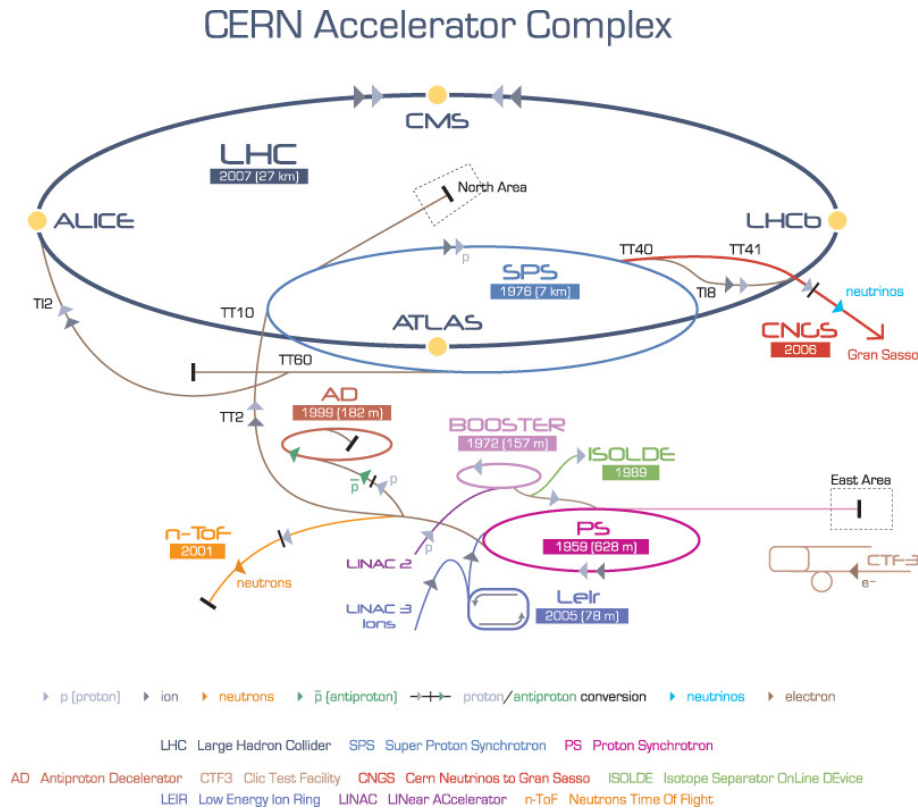 CERN Accelerator Complex
CMS
LHC
2007 (27 km)
North Area
ALICE
LHCb
TT40
TT41
p
SPS
1976 (7 km)
TI8
neutrinos
TI2
TT10
ATLAS
CNGS
2006
Gran Sasso
TT60
AD
1999 (182 m)
TT2
BOOSTER
1972 (157 m)
ISOLDE
1989
p̅
p
East Area
n-ToF
2001
PS
1959 (628 m)
p
LINAC 2
neutrons
CTF-3
e-
LINAC 3
Ions
LeIr
2005 (78 m)
p (proton)
ion
neutrons
p̅ (antiproton)
proton/antiproton conversion
neutrinos
electron
LHC Large Hadron Collider SPS Super Proton Synchrotron PS Proton Synchrotron
AD Antiproton Decelerator CTF3 Clic Test Facility CNGS Cern Neutrinos to Gran Sasso ISOLDE Isotope Separator OnLine DEvice
LEIR Low Energy Ion Ring LINAC LINear ACcelerator n-ToF Neutrons Time Of Flight